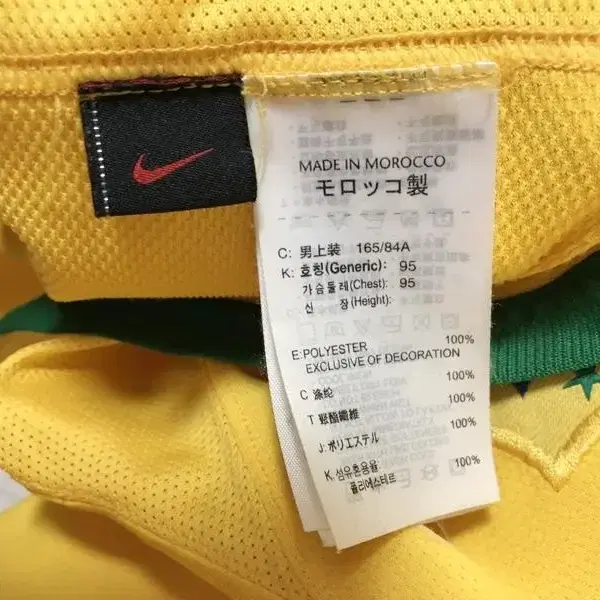 MADE IN MOROCCO
モロッコ製
C: 男上装 165/84A
K: 호칭(Generic): 95
가슴둘레(Chest): 95
신 장(Height):
E:POLYESTER 100%
EXCLUSIVE OF DECORATION
C 涤纶 100%
T 聚酯纖維 100%
J:ポリエステル 100%
K:섬유혼용율 100%
폴리에스터르